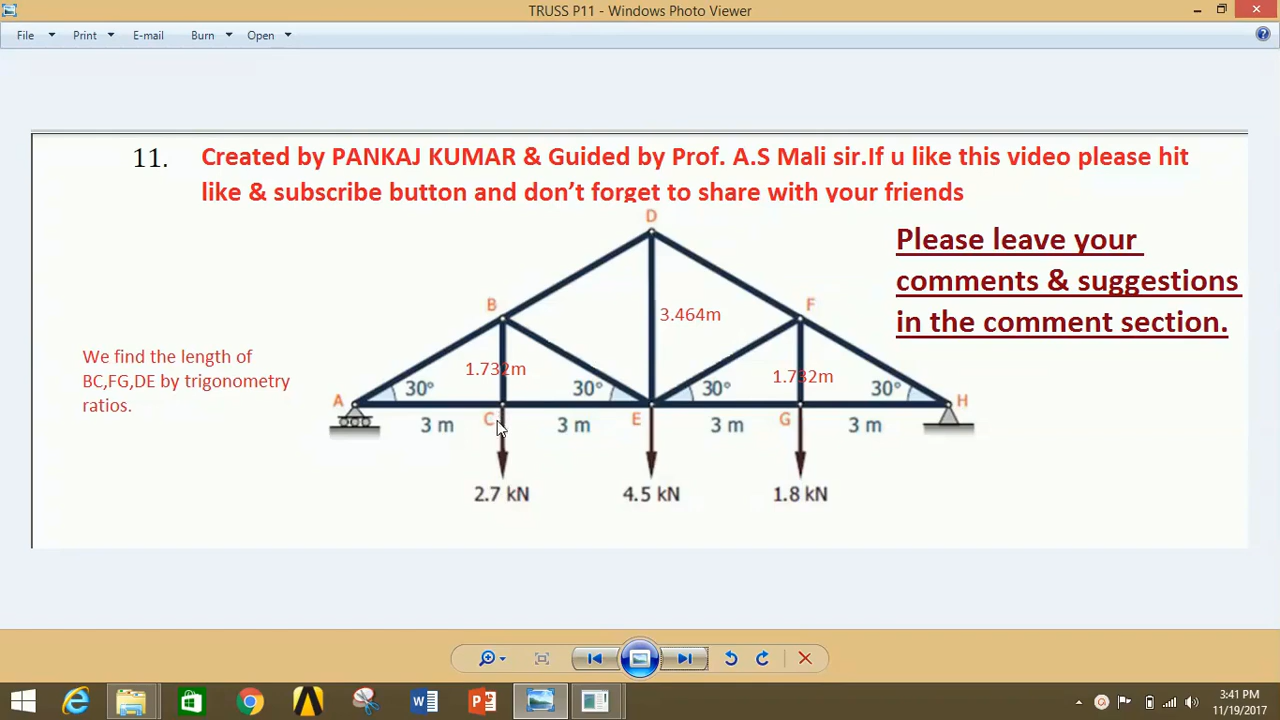 TRUSS P11 - Windows Photo Viewer
File Print E-mail Burn Open
11. Created by PANKAJ KUMAR & Guided by Prof. A.S Mali sir.If u like this video please hit
like & subscribe button and don't forget to share with your friends
D
Please leave your
comments & suggestions
in the comment section.
B
F
3.464m
We find the length of
BC,FG,DE by trigonometry
ratios.
1.732m
1.732m
30° 30° 30° 30°
A
H
C E G
3 m 3 m 3 m 3 m
2.7 kN 4.5 kN 1.8 kN
3:41 PM
11/19/2017